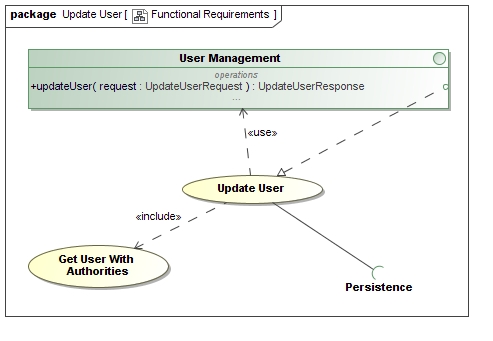 package Update User [ Functional Requirements ]
User Management
operations
+updateUser( request : UpdateUserRequest ) : UpdateUserResponse
...
«use»
Update User
«include»
Get User With
Authorities
Persistence